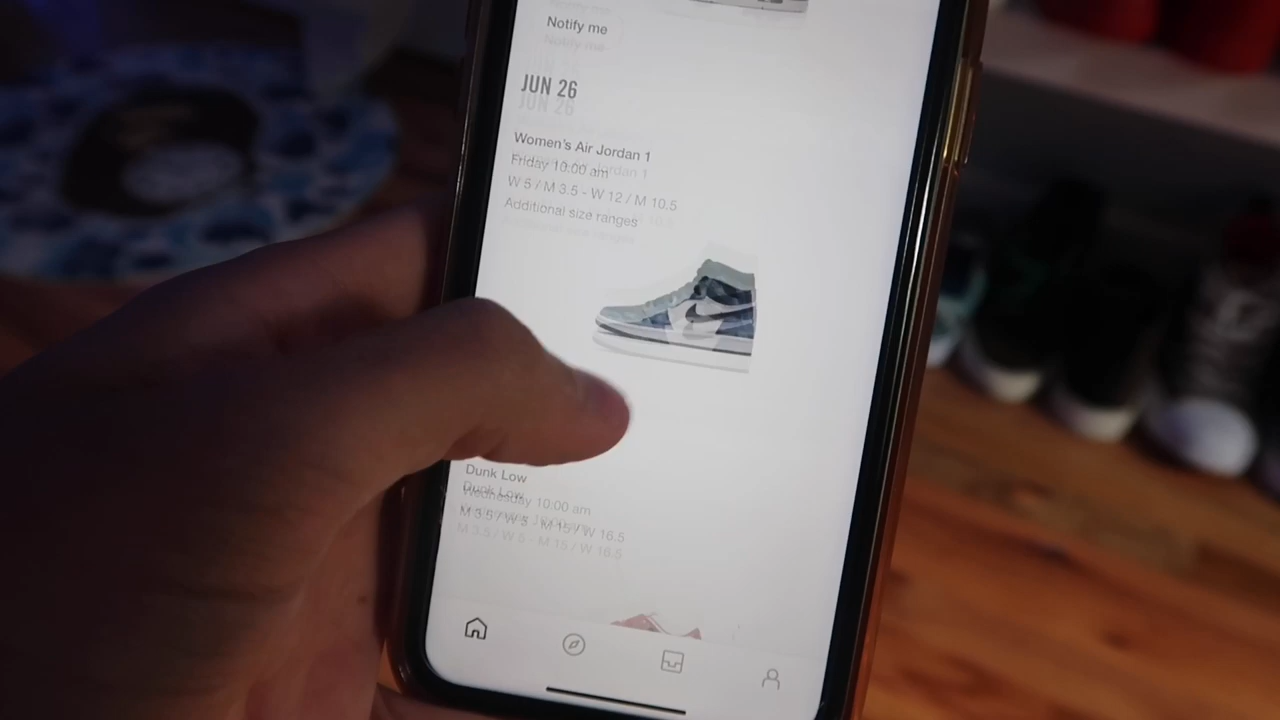 Notify me
JUN 26
Women's Air Jordan 1
Friday 10:00 am
W 5 / M 3.5 - W 12 / M 10.5
Additional size ranges
Dunk Low
Wednesday 10:00 am
M 3.5 / W 5 - M 15 / W 16.5